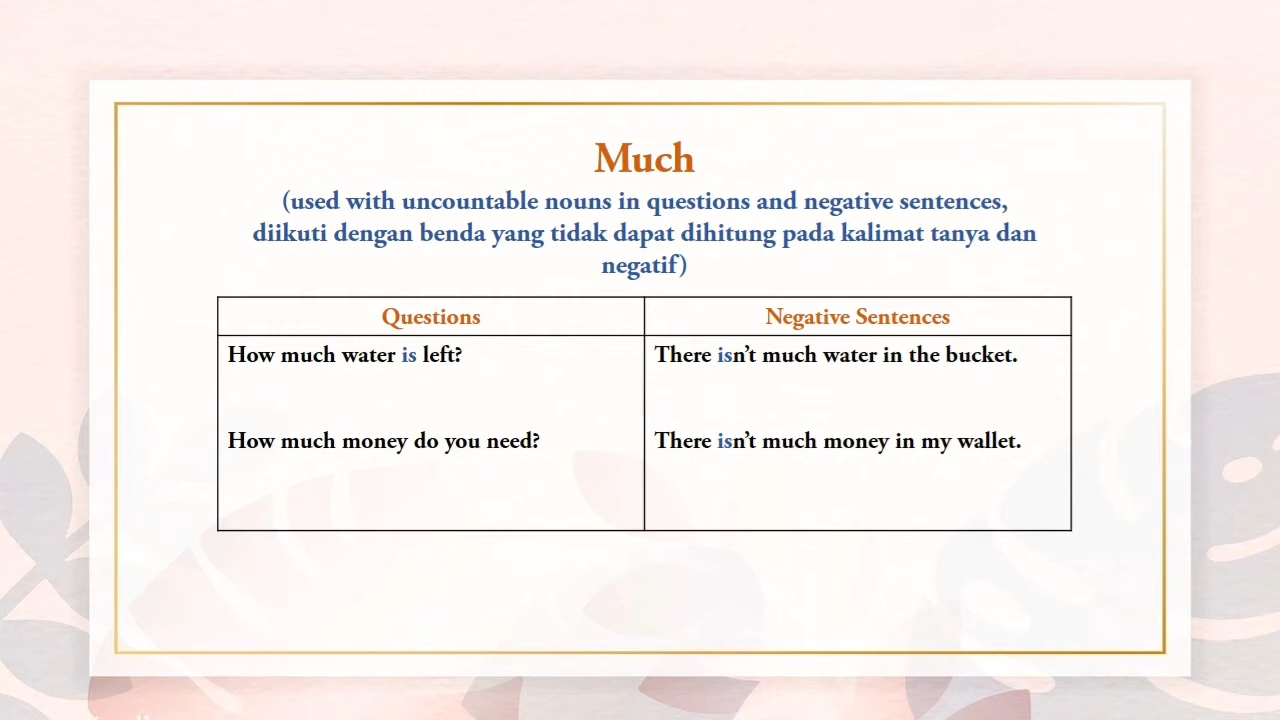 Much
(used with uncountable nouns in questions and negative sentences,
diikuti dengan benda yang tidak dapat dihitung pada kalimat tanya dan
negatif)
Questions
Negative Sentences
How much water is left?
There isn’t much water in the bucket.
How much money do you need?
There isn’t much money in my wallet.